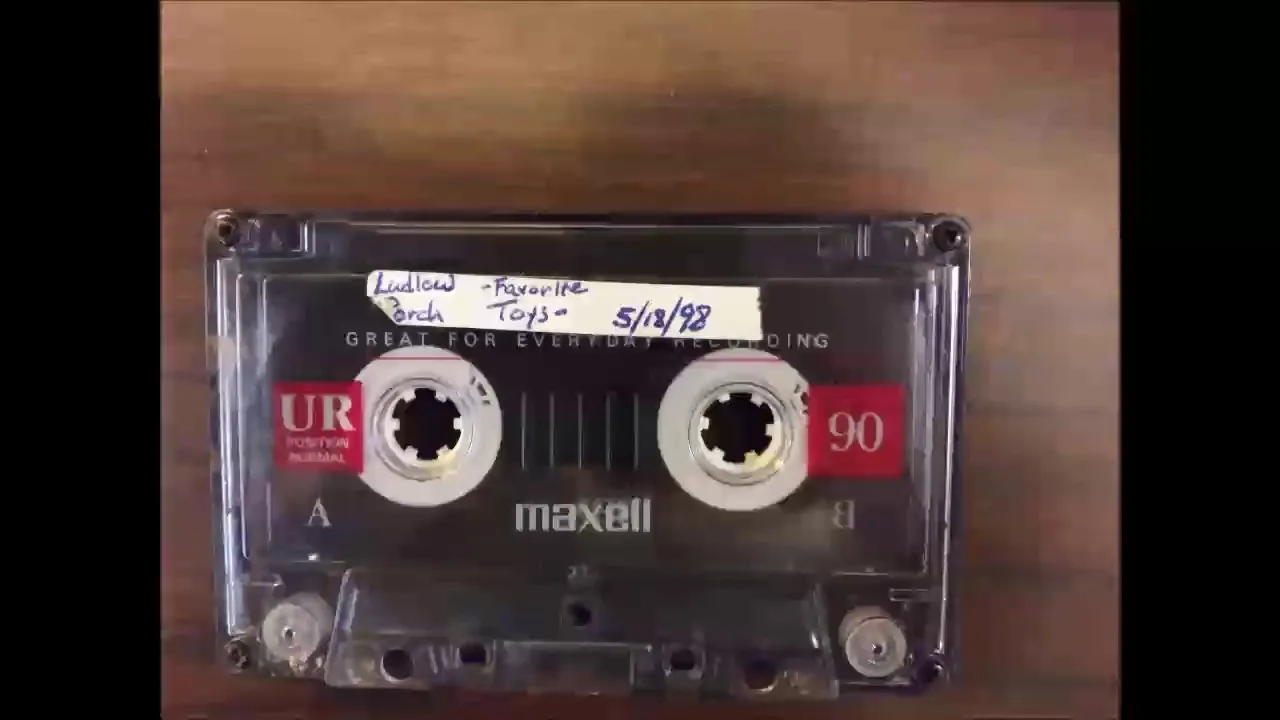 Ludlow - Favorite
Porch Toys - 5/18/98
GREAT FOR EVERYDAY RECORDING
UR
POSITION
NORMAL
90
A
maxell
B